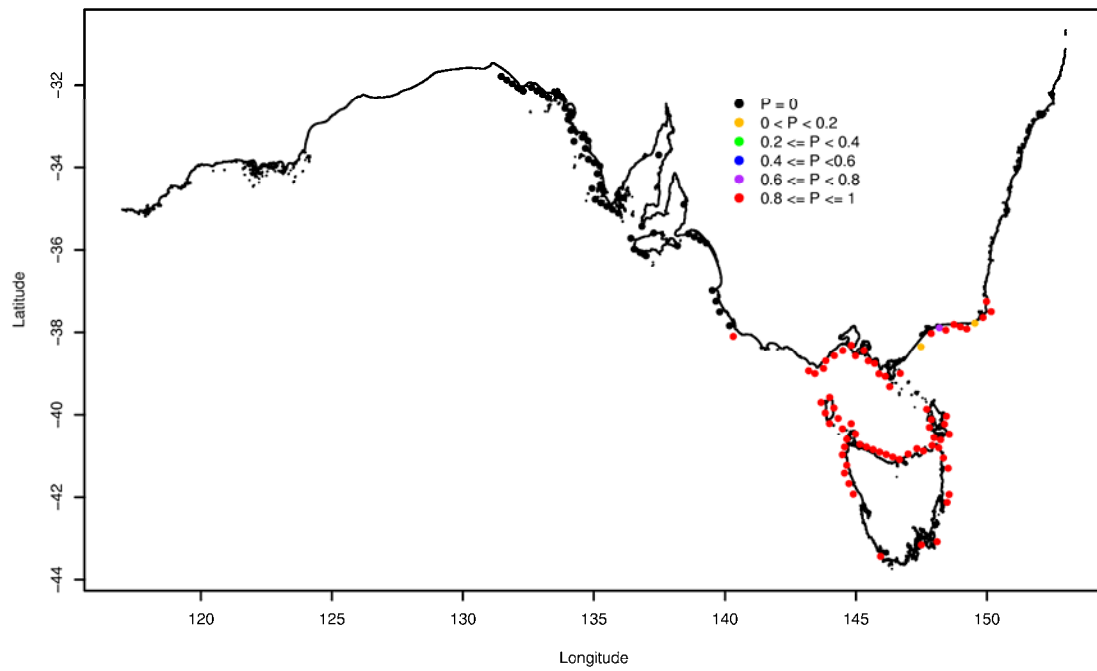 P = 0
0 < P < 0.2
0.2 <= P < 0.4
0.4 <= P <0.6
0.6 <= P < 0.8
0.8 <= P <= 1
Latitude
-32
-34
-36
-38
-40
-42
-44
120
125
130
135
140
145
150
Longitude